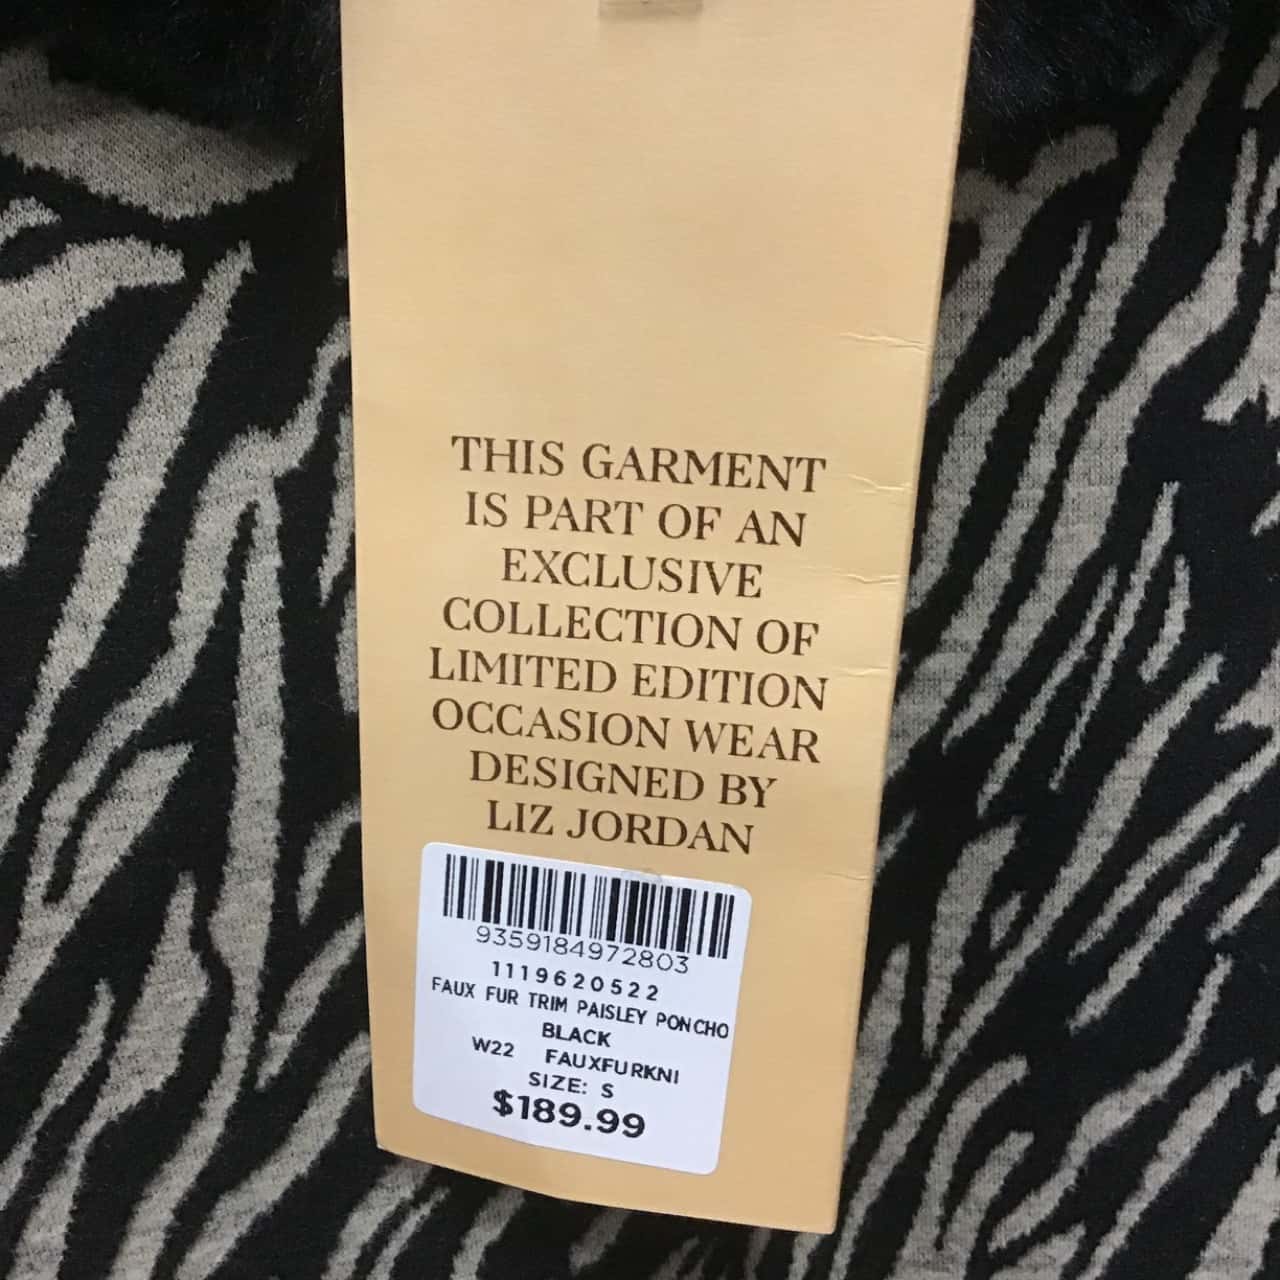 THIS GARMENT
IS PART OF AN
EXCLUSIVE
COLLECTION OF
LIMITED EDITION
OCCASION WEAR
DESIGNED BY
LIZ JORDAN
9359184972803
1119620522
FAUX FUR TRIM PAISLEY PONCHO
BLACK
W22 FAUXFURKNI
SIZE: S
$189.99